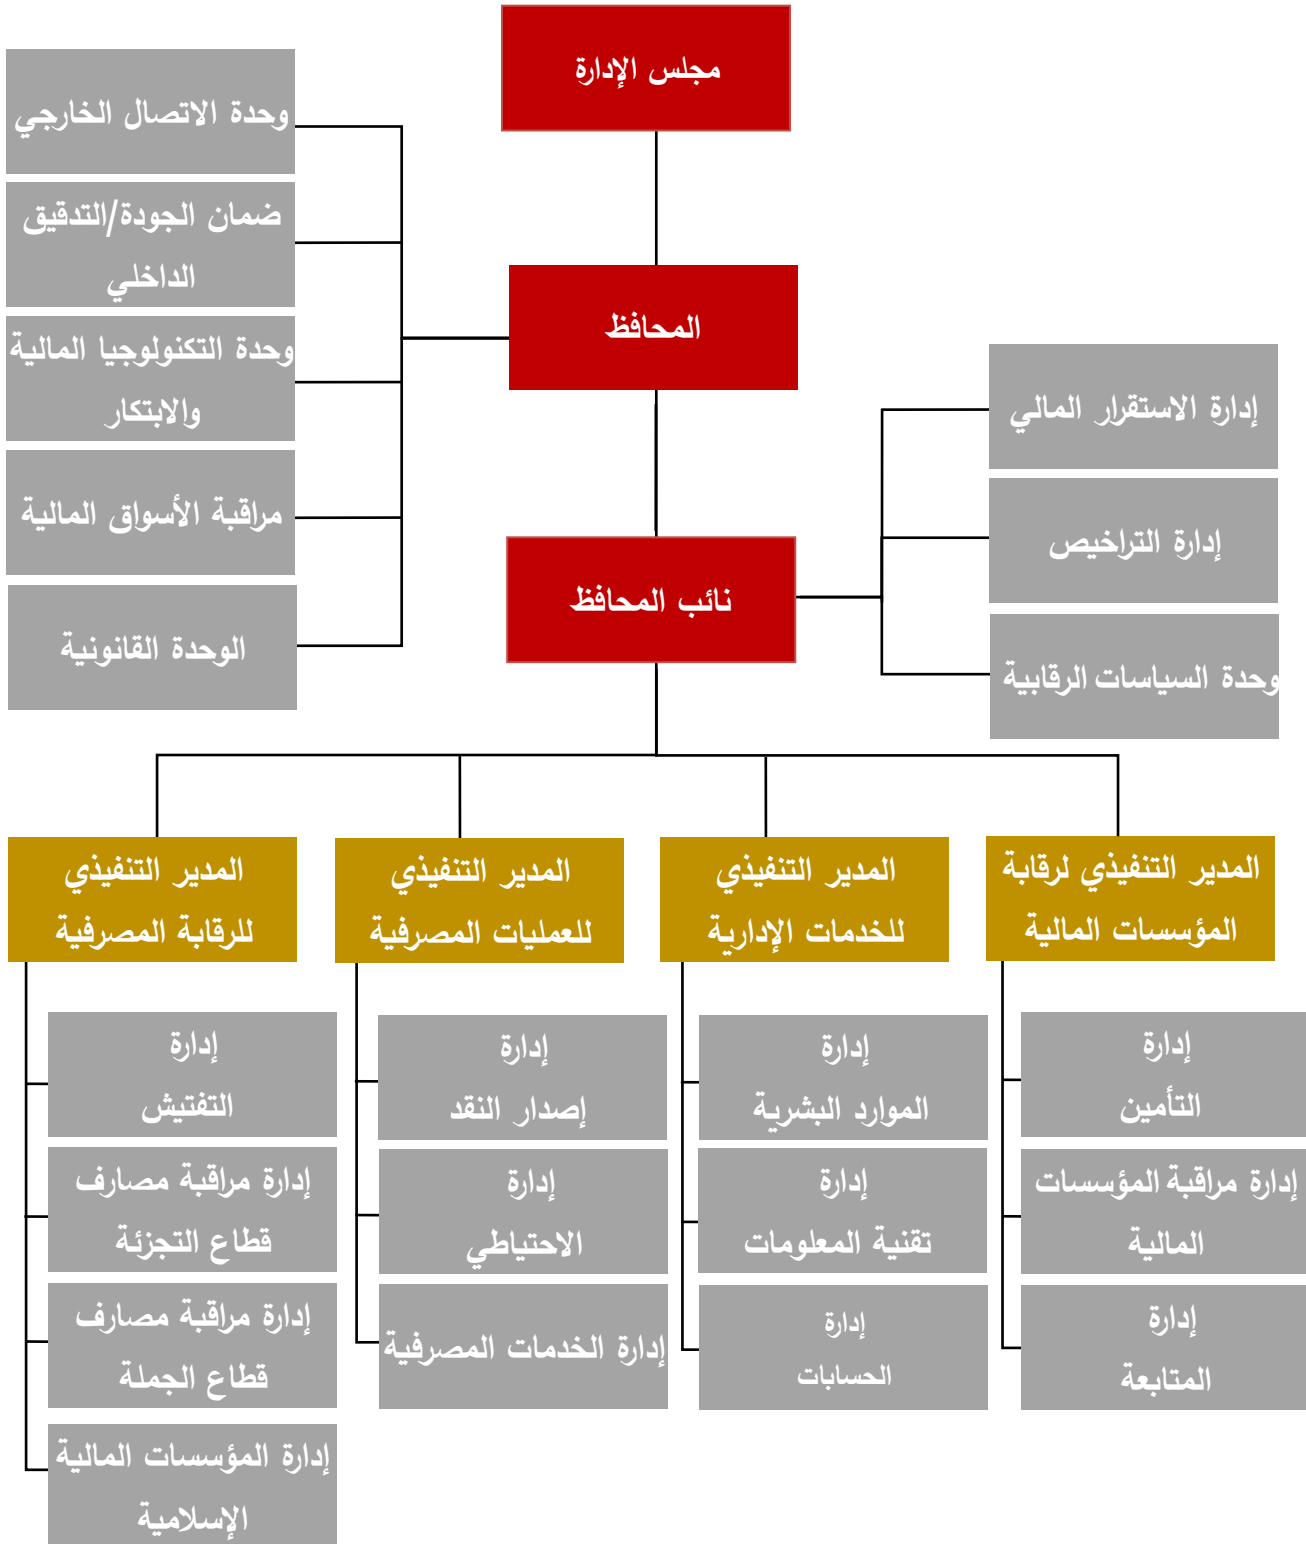 مجلس الإدارة
المحافظ
نائب المحافظ
وحدة الاتصال الخارجي
ضمان الجودة/التدقيق
الداخلي
وحدة التكنولوجيا المالية
والابتكار
مراقبة الأسواق المالية
الوحدة القانونية
إدارة الاستقرار المالي
إدارة التراخيص
وحدة السياسات الرقابية
المدير التنفيذي لرقابة
المؤسسات المالية
إدارة
التأمين
إدارة مراقبة المؤسسات
المالية
إدارة
المتابعة
المدير التنفيذي
للخدمات الإدارية
إدارة
الموارد البشرية
إدارة
تقنية المعلومات
إدارة
الحسابات
المدير التنفيذي
للعمليات المصرفية
إدارة
إصدار النقد
إدارة
الاحتياطي
إدارة الخدمات المصرفية
المدير التنفيذي
للرقابة المصرفية
إدارة
التفتيش
إدارة مراقبة مصارف
قطاع التجزئة
إدارة مراقبة مصارف
قطاع الجملة
إدارة المؤسسات المالية
الإسلامية